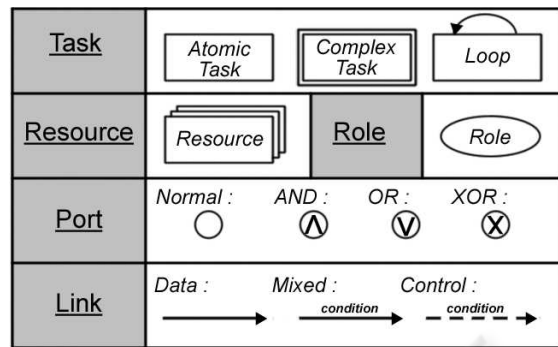 Task
Atomic
Task
Complex
Task
Loop
Resource
Resource
Role
Role
Port
Normal :
AND :
OR :
XOR :
Λ
V
X
Link
Data :
Mixed :
condition
Control :
condition